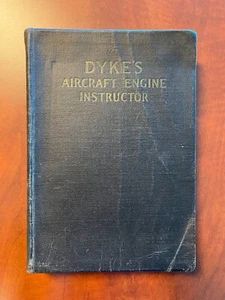 DYKE'S
AIRCRAFT ENGINE
INSTRUCTOR